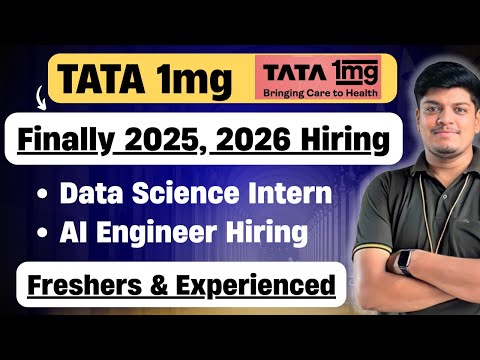 TATA 1mg
TATA 1mg
Bringing Care to Health
Finally 2025, 2026 Hiring
• Data Science Intern
• AI Engineer Hiring
Freshers & Experienced